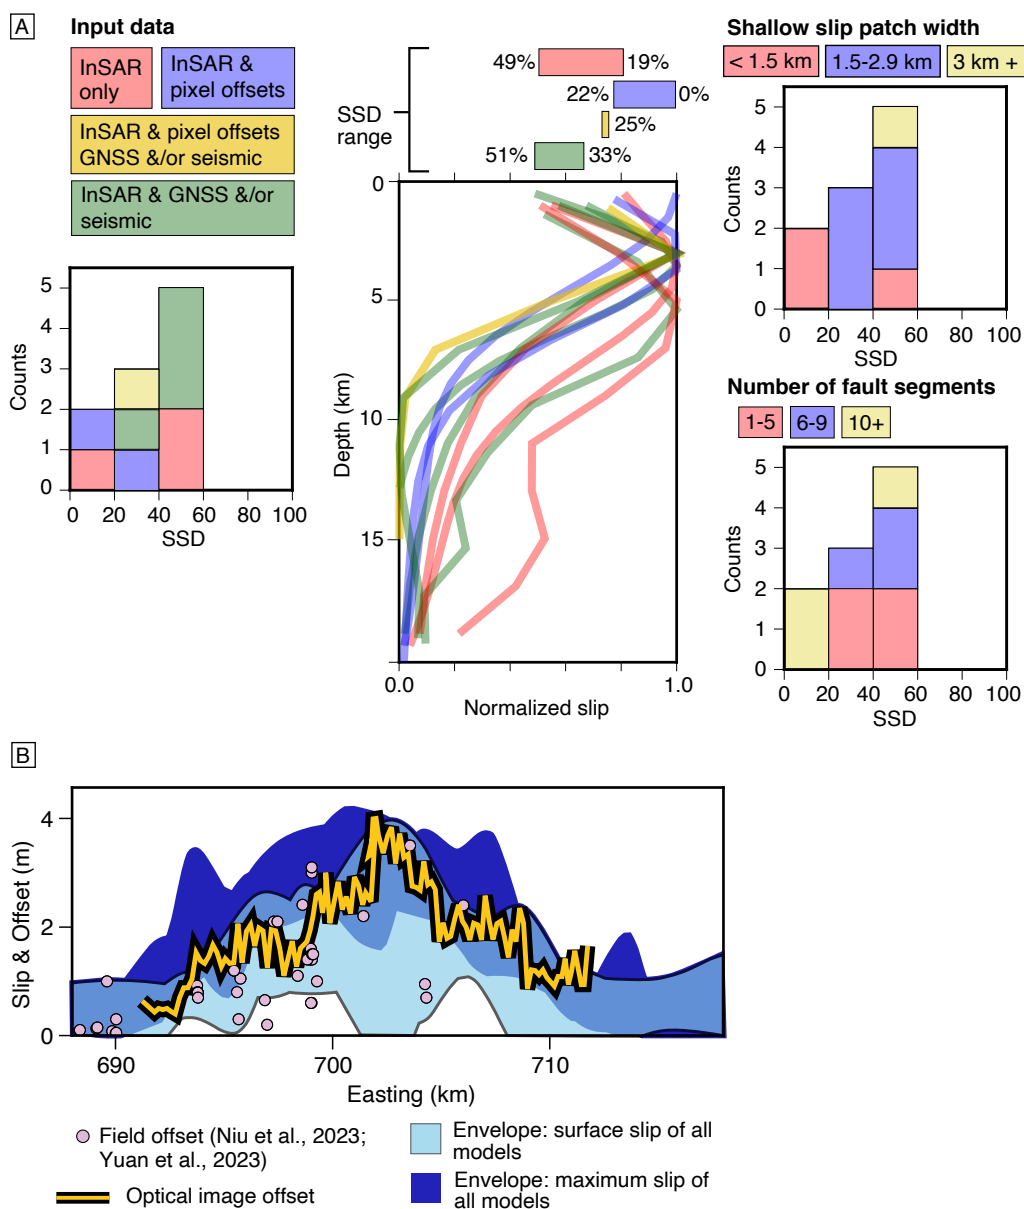 A
Input data
InSAR
only
InSAR &
pixel offsets
InSAR & pixel offsets
GNSS &/or seismic
InSAR & GNSS &/or
seismic
5
4
3
2
1
0
Counts
0 20 40 60 80 100
SSD
SSD
range
49% 19%
22% 0%
25%
51% 33%
0
5
10
15
Depth (km)
0.0 1.0
Normalized slip
Shallow slip patch width
< 1.5 km 1.5-2.9 km 3 km +
5
4
3
2
1
0
Counts
0 20 40 60 80 100
SSD
Number of fault segments
1-5 6-9 10+
5
4
3
2
1
0
Counts
0 20 40 60 80 100
SSD
B
4
2
0
Slip & Offset (m)
690 700 710
Easting (km)
Field offset (Niu et al., 2023;
Yuan et al., 2023)
Optical image offset
Envelope: surface slip of all
models
Envelope: maximum slip of
all models